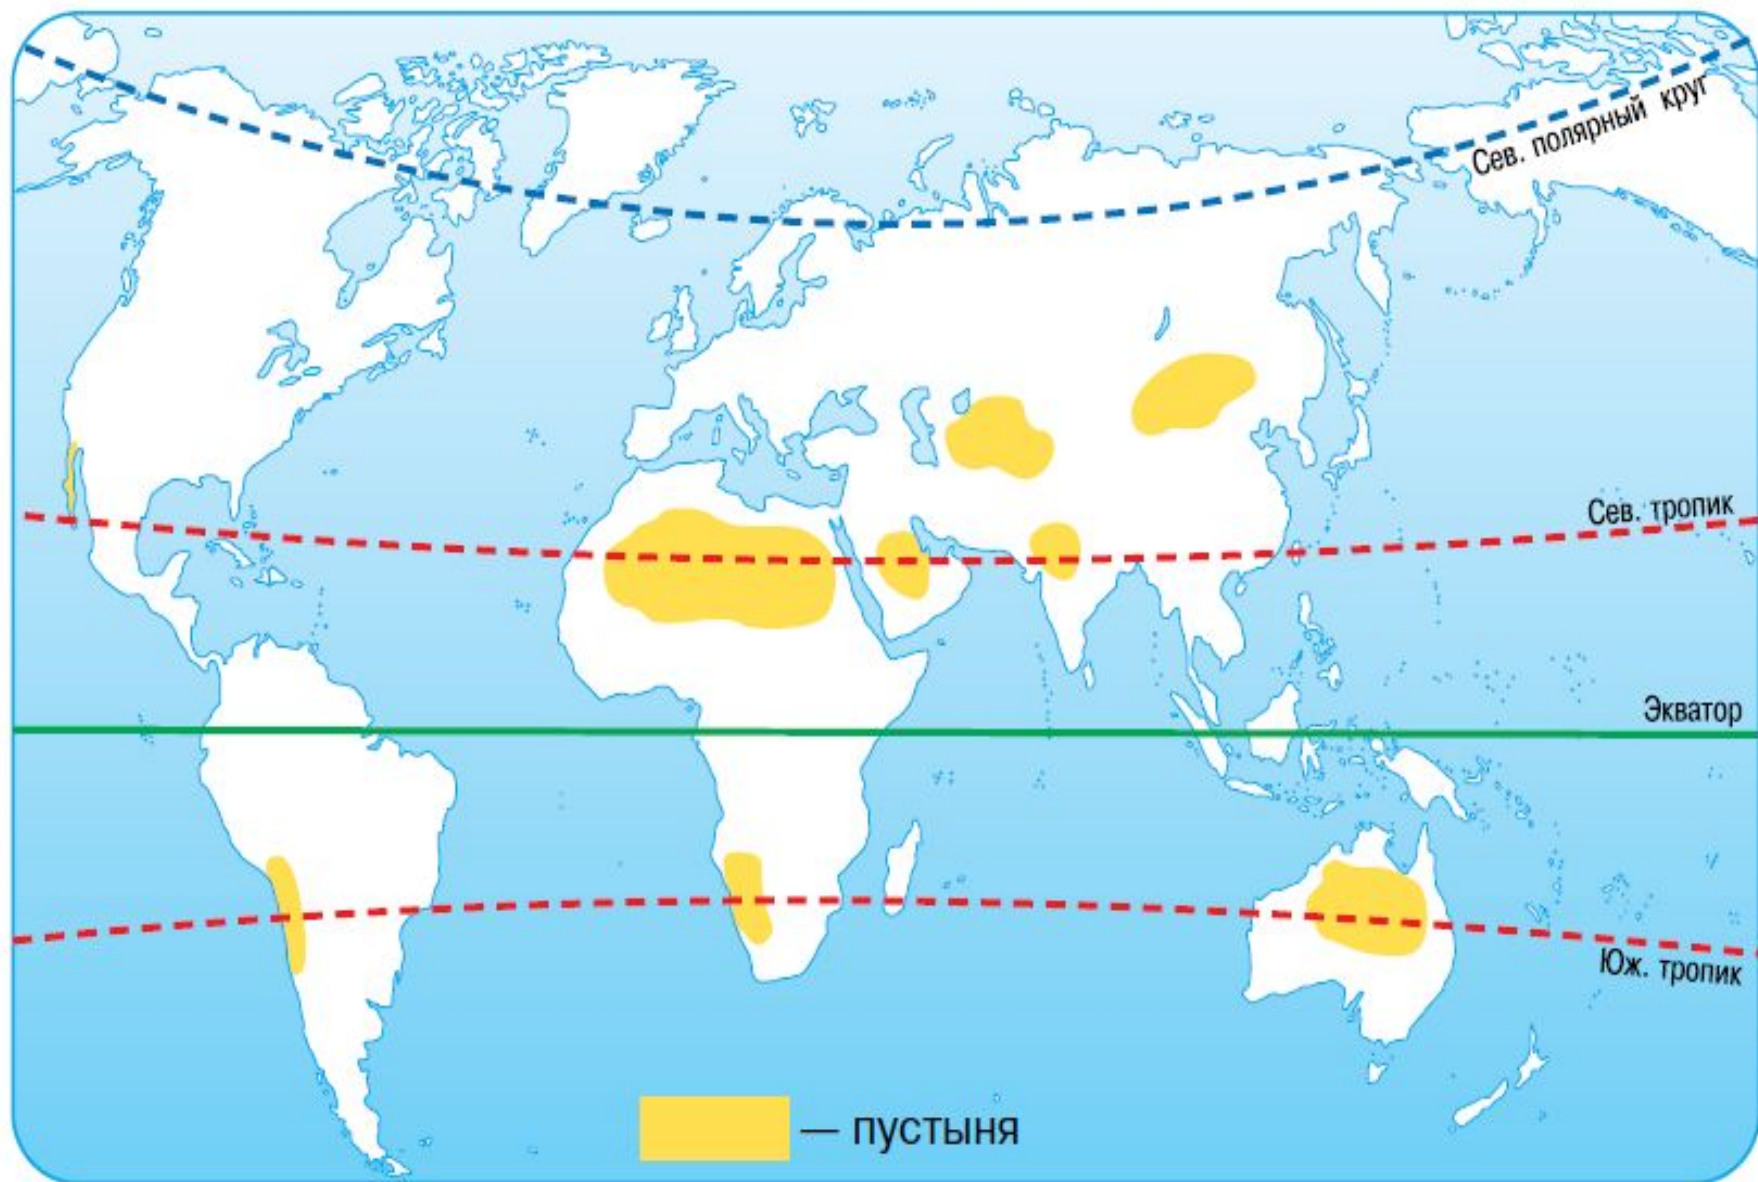 Сев. полярный круг
Сев. тропик
Экватор
Юж. тропик
— пустыня